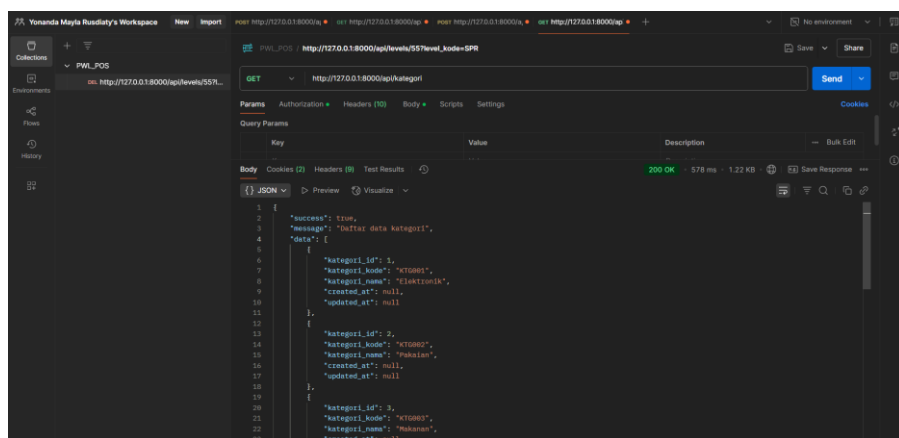 Yonanda Mayla Rusdiaty's Workspace New Import POST http://127.0.0.1:8000/aj GET http://127.0.0.1:8000/ap POST http://127.0.0.1:8000/a, GET http://127.0.0.1:8000/ap + No environment
Collections
Environments
Flows
History
PWL_POS
DEL http://127.0.0.1:8000/api/levels/55?l...
PWL_POS / http://127.0.0.1:8000/api/levels/55?level_kode=SPR Save Share
GET http://127.0.0.1:8000/api/kategori Send
Params Authorization Headers (10) Body Scripts Settings Cookies
Query Params
Key Value Description Bulk Edit
Body Cookies (2) Headers (9) Test Results 200 OK 578 ms 1.22 KB Save Response
{} JSON Preview Visualize
1 {
2 "success": true,
3 "message": "Daftar data kategori",
4 "data": [
5 {
6 "kategori_id": 1,
7 "kategori_kode": "KTG001",
8 "kategori_nama": "Elektronik",
9 "created_at": null,
10 "updated_at": null
11 },
12 {
13 "kategori_id": 2,
14 "kategori_kode": "KTG002",
15 "kategori_nama": "Pakaian",
16 "created_at": null,
17 "updated_at": null
18 },
19 {
20 "kategori_id": 3,
21 "kategori_kode": "KTG003",
22 "kategori_nama": "Makanan",